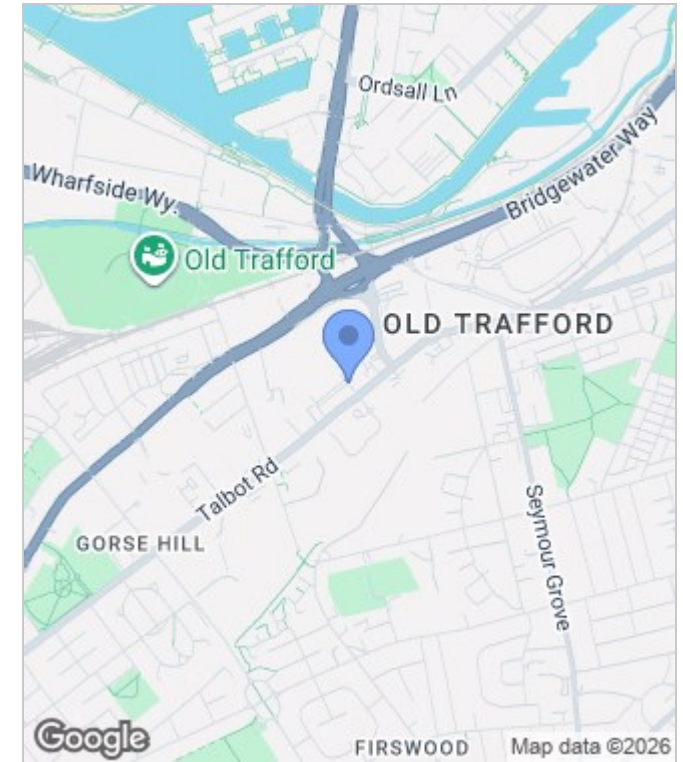 Ordsall Ln
Bridgewater Way
Wharfside Wy.
Old Trafford
OLD TRAFFORD
Talbot Rd
GORSE HILL
Seymour Grove
FIRSWOOD
Google
Map data ©2026